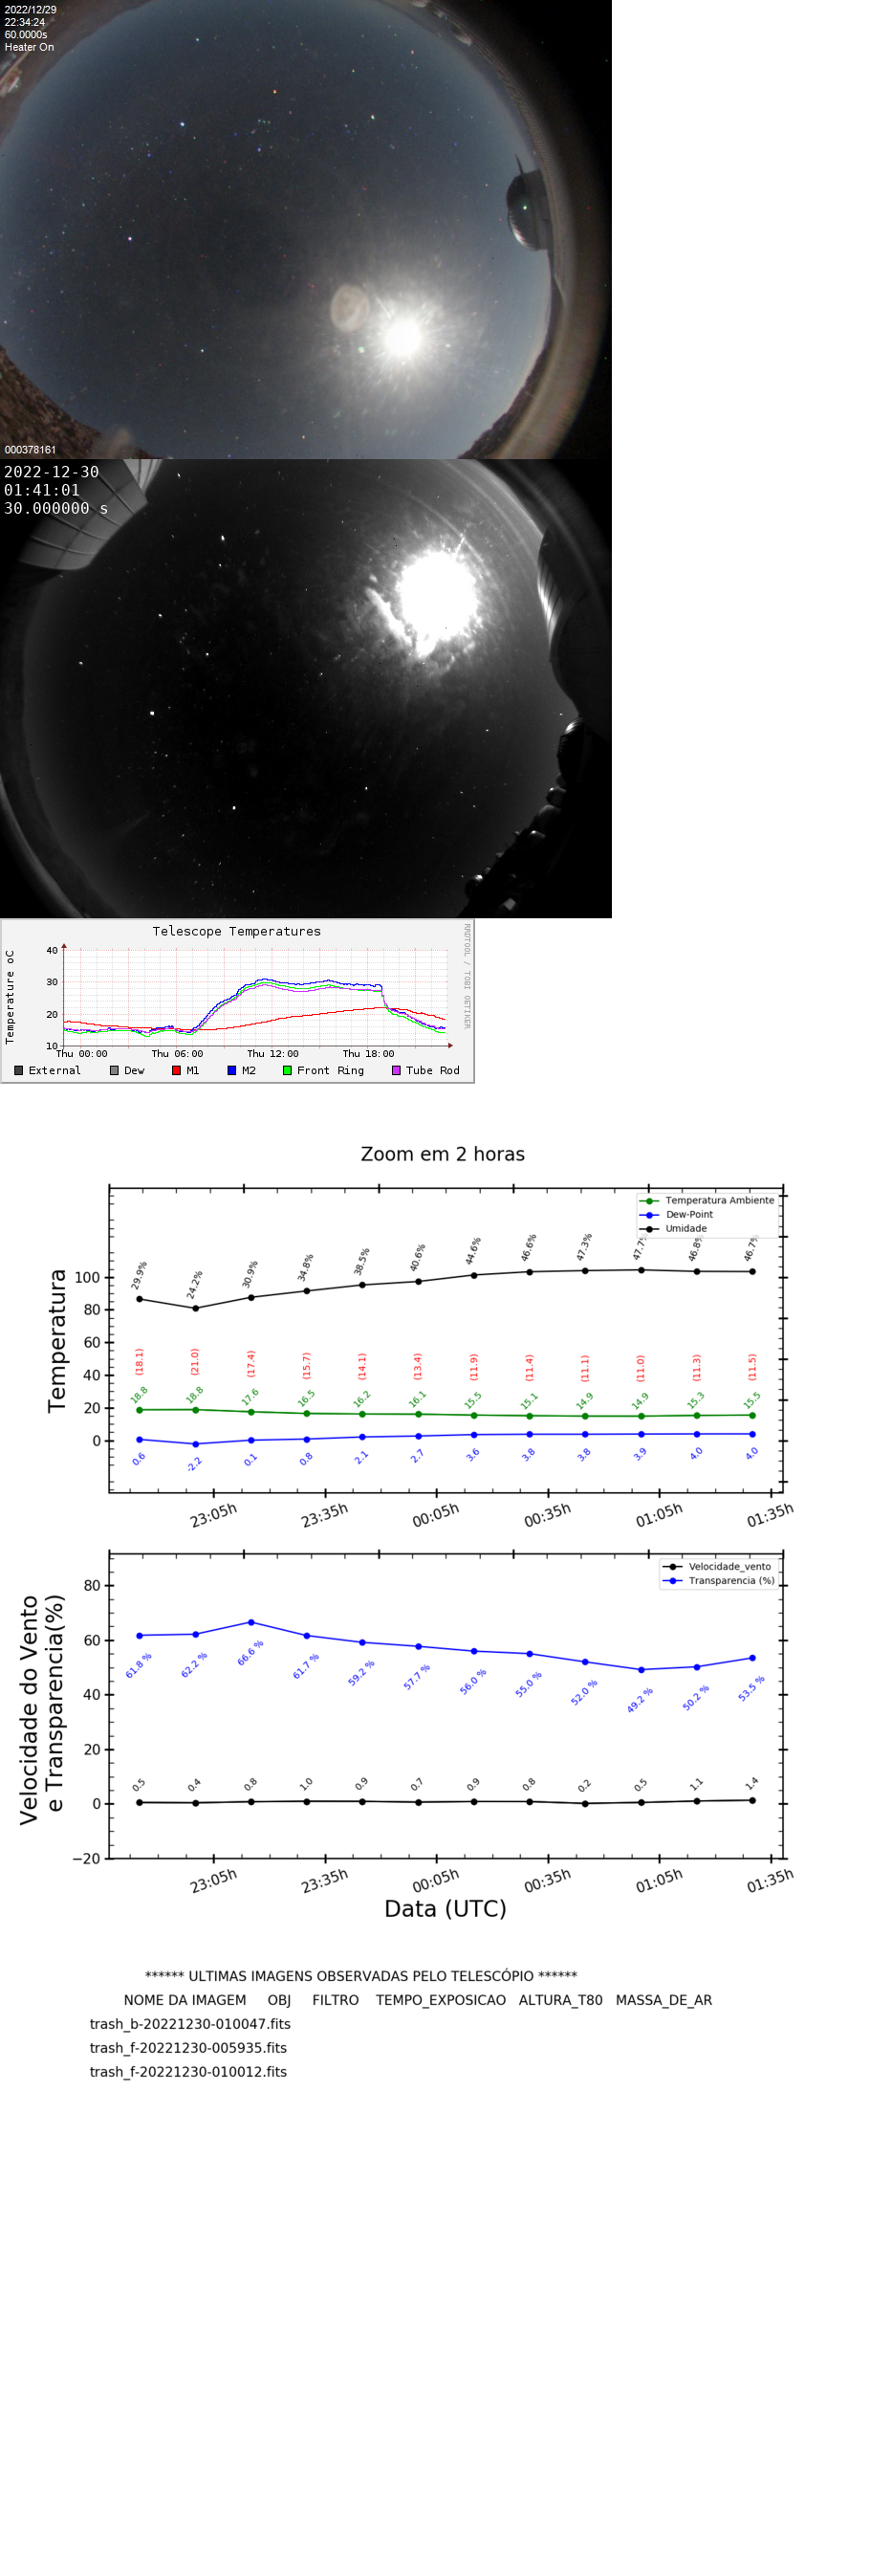 2022/12/29
22:34:24
60.0000s
Heater On
000378161
2022-12-30
01:41:01
30.000000 s
Telescope Temperatures
RRDTOOL / TOBI OETIKER
Temperature oC
40
30
20
10
Thu 00:00 Thu 06:00 Thu 12:00 Thu 18:00
External Dew M1 M2 Front Ring Tube Rod
Zoom em 2 horas
Temperatura Ambiente
Dew-Point
Umidade
Temperatura
100
80
60
40
20
0
29.9% 24.2% 30.9% 34.8% 38.5% 40.6% 44.6% 46.6% 47.3% 47.7% 46.8% 46.7%
(18.1) (21.0) (17.4) (15.7) (14.1) (13.4) (11.9) (11.4) (11.1) (11.0) (11.3) (11.5)
18.8 18.8 17.6 16.5 16.2 16.1 15.5 15.1 14.9 14.9 15.3 15.5
0.6 -2.2 0.1 0.8 2.1 2.7 3.6 3.8 3.8 3.9 4.0 4.0
23:05h 23:35h 00:05h 00:35h 01:05h 01:35h
Velocidade_vento
Transparencia (%)
Velocidade do Vento
e Transparencia(%)
80
60
40
20
0
−20
61.8 % 62.2 % 66.6 % 61.7 % 59.2 % 57.7 % 56.0 % 55.0 % 52.0 % 49.2 % 50.2 % 53.5 %
0.5 0.4 0.8 1.0 0.9 0.7 0.9 0.8 0.2 0.5 1.1 1.4
23:05h 23:35h 00:05h 00:35h 01:05h 01:35h
Data (UTC)
****** ULTIMAS IMAGENS OBSERVADAS PELO TELESCÓPIO ******
NOME DA IMAGEM OBJ FILTRO TEMPO_EXPOSICAO ALTURA_T80 MASSA_DE_AR
trash_b-20221230-010047.fits
trash_f-20221230-005935.fits
trash_f-20221230-010012.fits